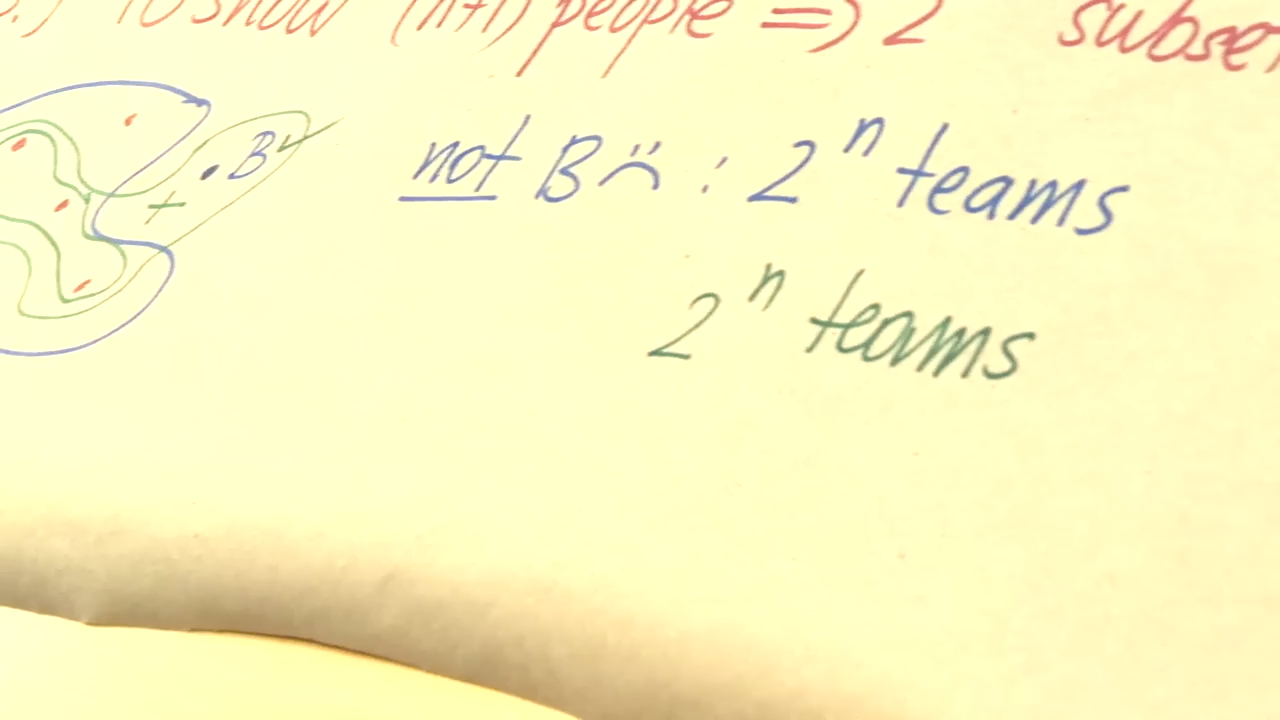 To show (n+1) people => 2 subse
B
+
not B ☹ : 2ⁿ teams
2ⁿ teams